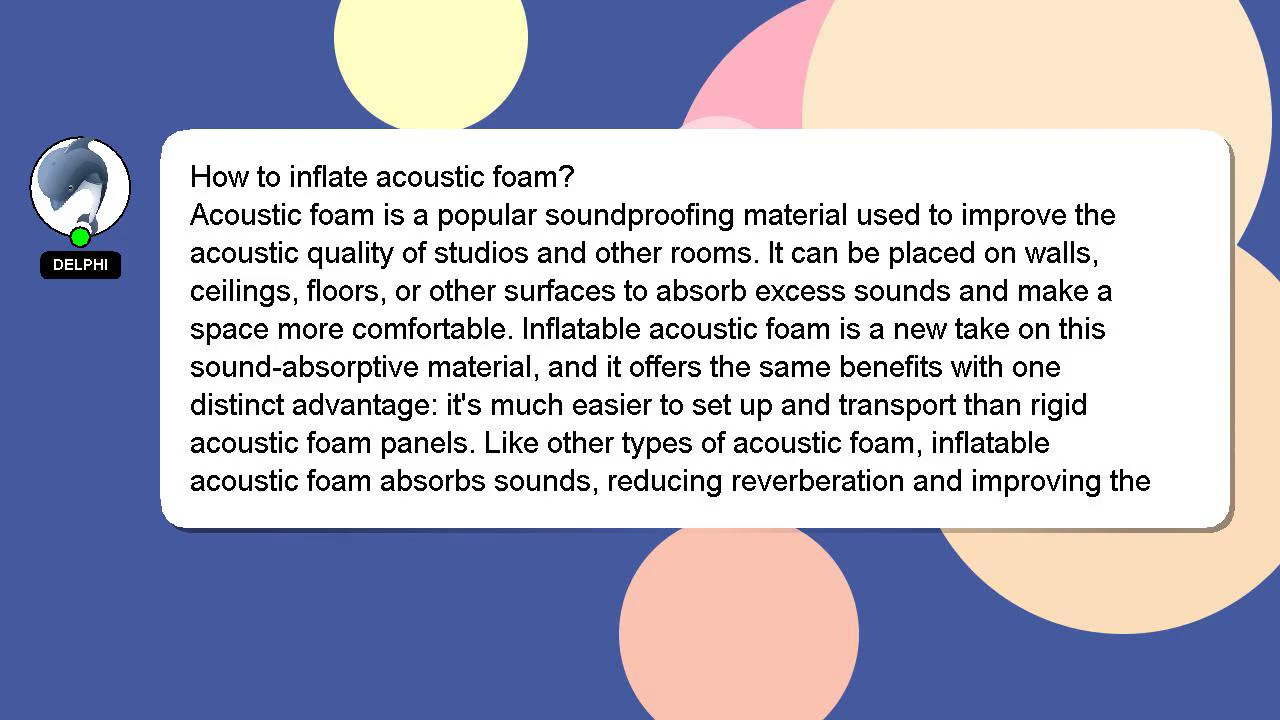 How to inflate acoustic foam?
Acoustic foam is a popular soundproofing material used to improve the
acoustic quality of studios and other rooms. It can be placed on walls,
ceilings, floors, or other surfaces to absorb excess sounds and make a
space more comfortable. Inflatable acoustic foam is a new take on this
sound-absorptive material, and it offers the same benefits with one
distinct advantage: it's much easier to set up and transport than rigid
acoustic foam panels. Like other types of acoustic foam, inflatable
acoustic foam absorbs sounds, reducing reverberation and improving the
DELPHI